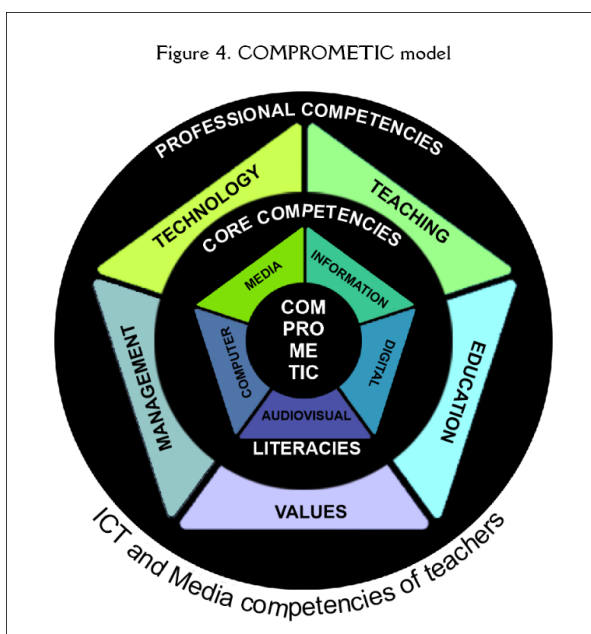 Figure 4. COMPROMETIC model
PROFESSIONAL COMPETENCIES
TECHNOLOGY
TEACHING
CORE COMPETENCIES
MEDIA
INFORMATION
COM
PRO
ME
TIC
COMPUTER
DIGITAL
MANAGEMENT
EDUCATION
AUDIOVISUAL
LITERACIES
VALUES
ICT and Media competencies of teachers